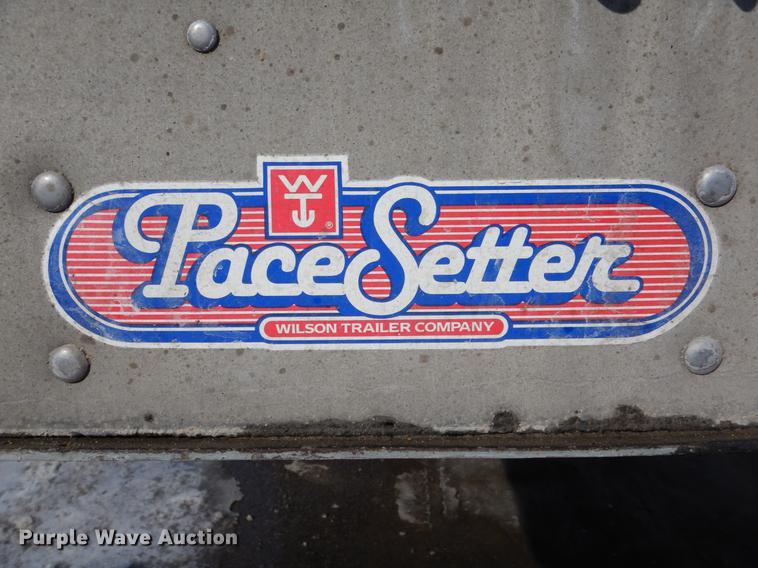 WT
®
PaceSetter
WILSON TRAILER COMPANY
Purple Wave Auction